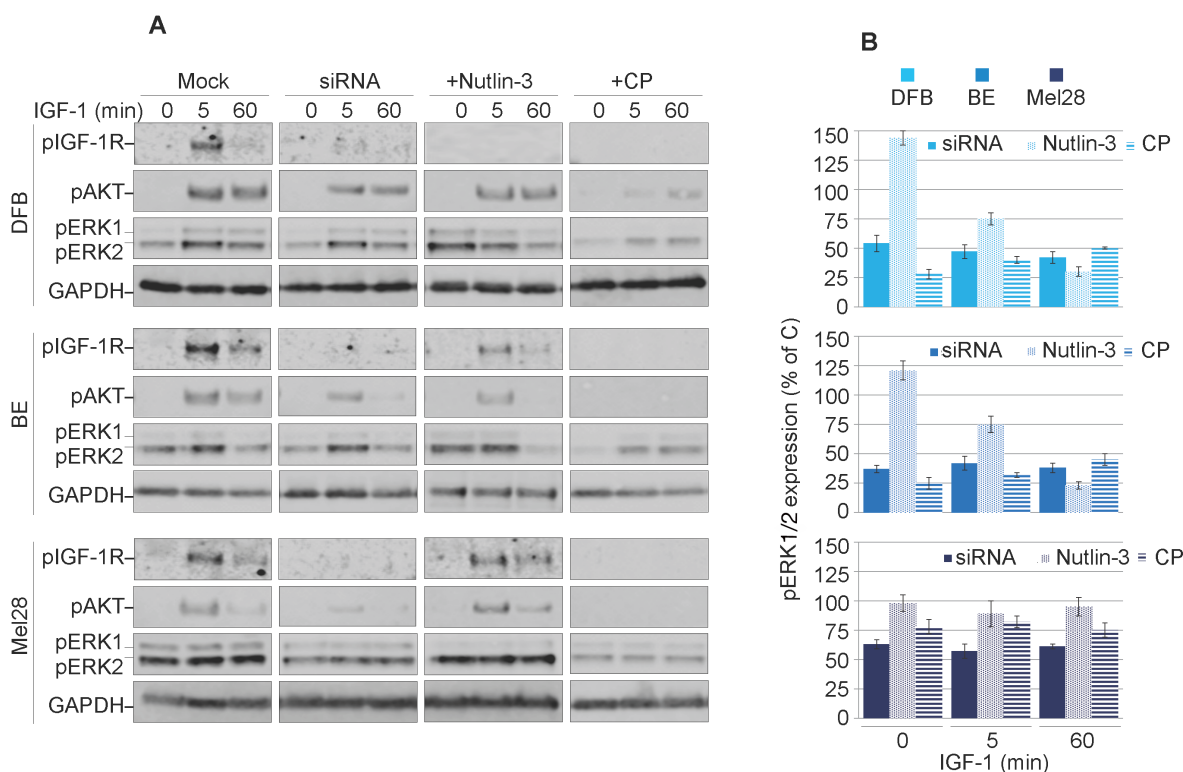 A
Mock siRNA +Nutlin-3 +CP
IGF-1 (min) 0 5 60 0 5 60 0 5 60 0 5 60
DFB
pIGF-1R
pAKT
pERK1
pERK2
GAPDH
BE
pIGF-1R
pAKT
pERK1
pERK2
GAPDH
Mel28
pIGF-1R
pAKT
pERK1
pERK2
GAPDH
B
DFB BE Mel28
pERK1/2 expression (% of C)
siRNA Nutlin-3 CP
150
125
100
75
50
25
0
siRNA Nutlin-3 CP
150
125
100
75
50
25
0
siRNA Nutlin-3 CP
150
125
100
75
50
25
0
0 5 60
IGF-1 (min)